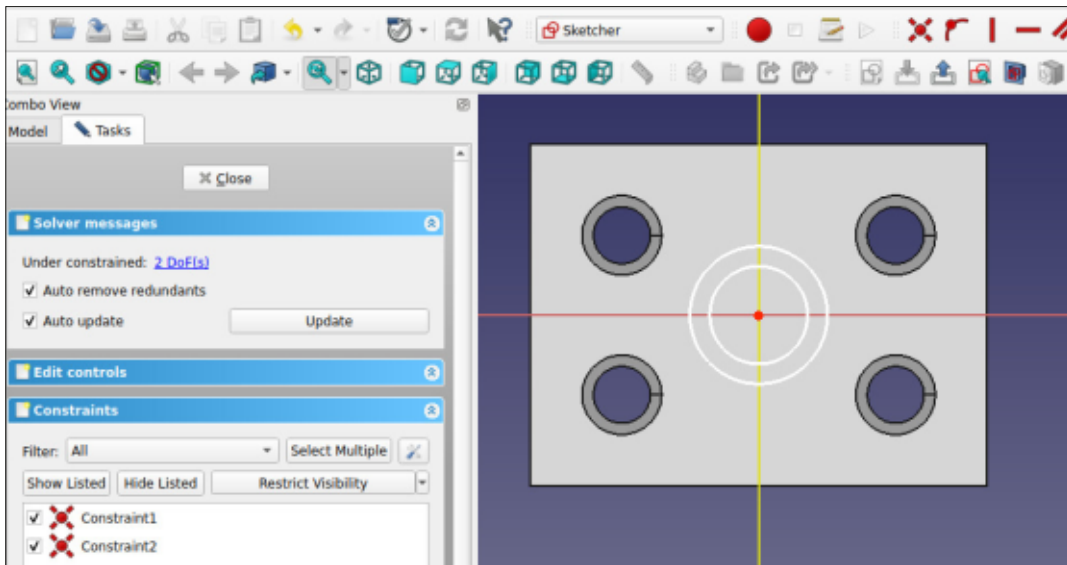 Sketcher
Combo View
Model
Tasks
Close
Solver messages
Under constrained: 2 DoF(s)
Auto remove redundants
Auto update
Update
Edit controls
Constraints
Filter: All
Select Multiple
Show Listed
Hide Listed
Restrict Visibility
Constraint1
Constraint2